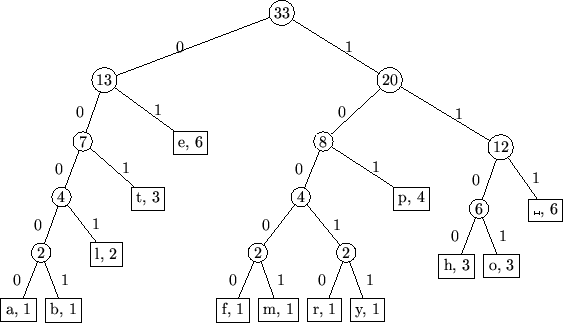 33
0 1
13 20
0 1 0 1
7 e, 6 8 12
0 1 0 1 0 1
4 t, 3 4 p, 4 6 ␣, 6
0 1 0 1 0 1
2 l, 2 2 2 h, 3 o, 3
0 1 0 1 0 1
a, 1 b, 1 f, 1 m, 1 r, 1 y, 1